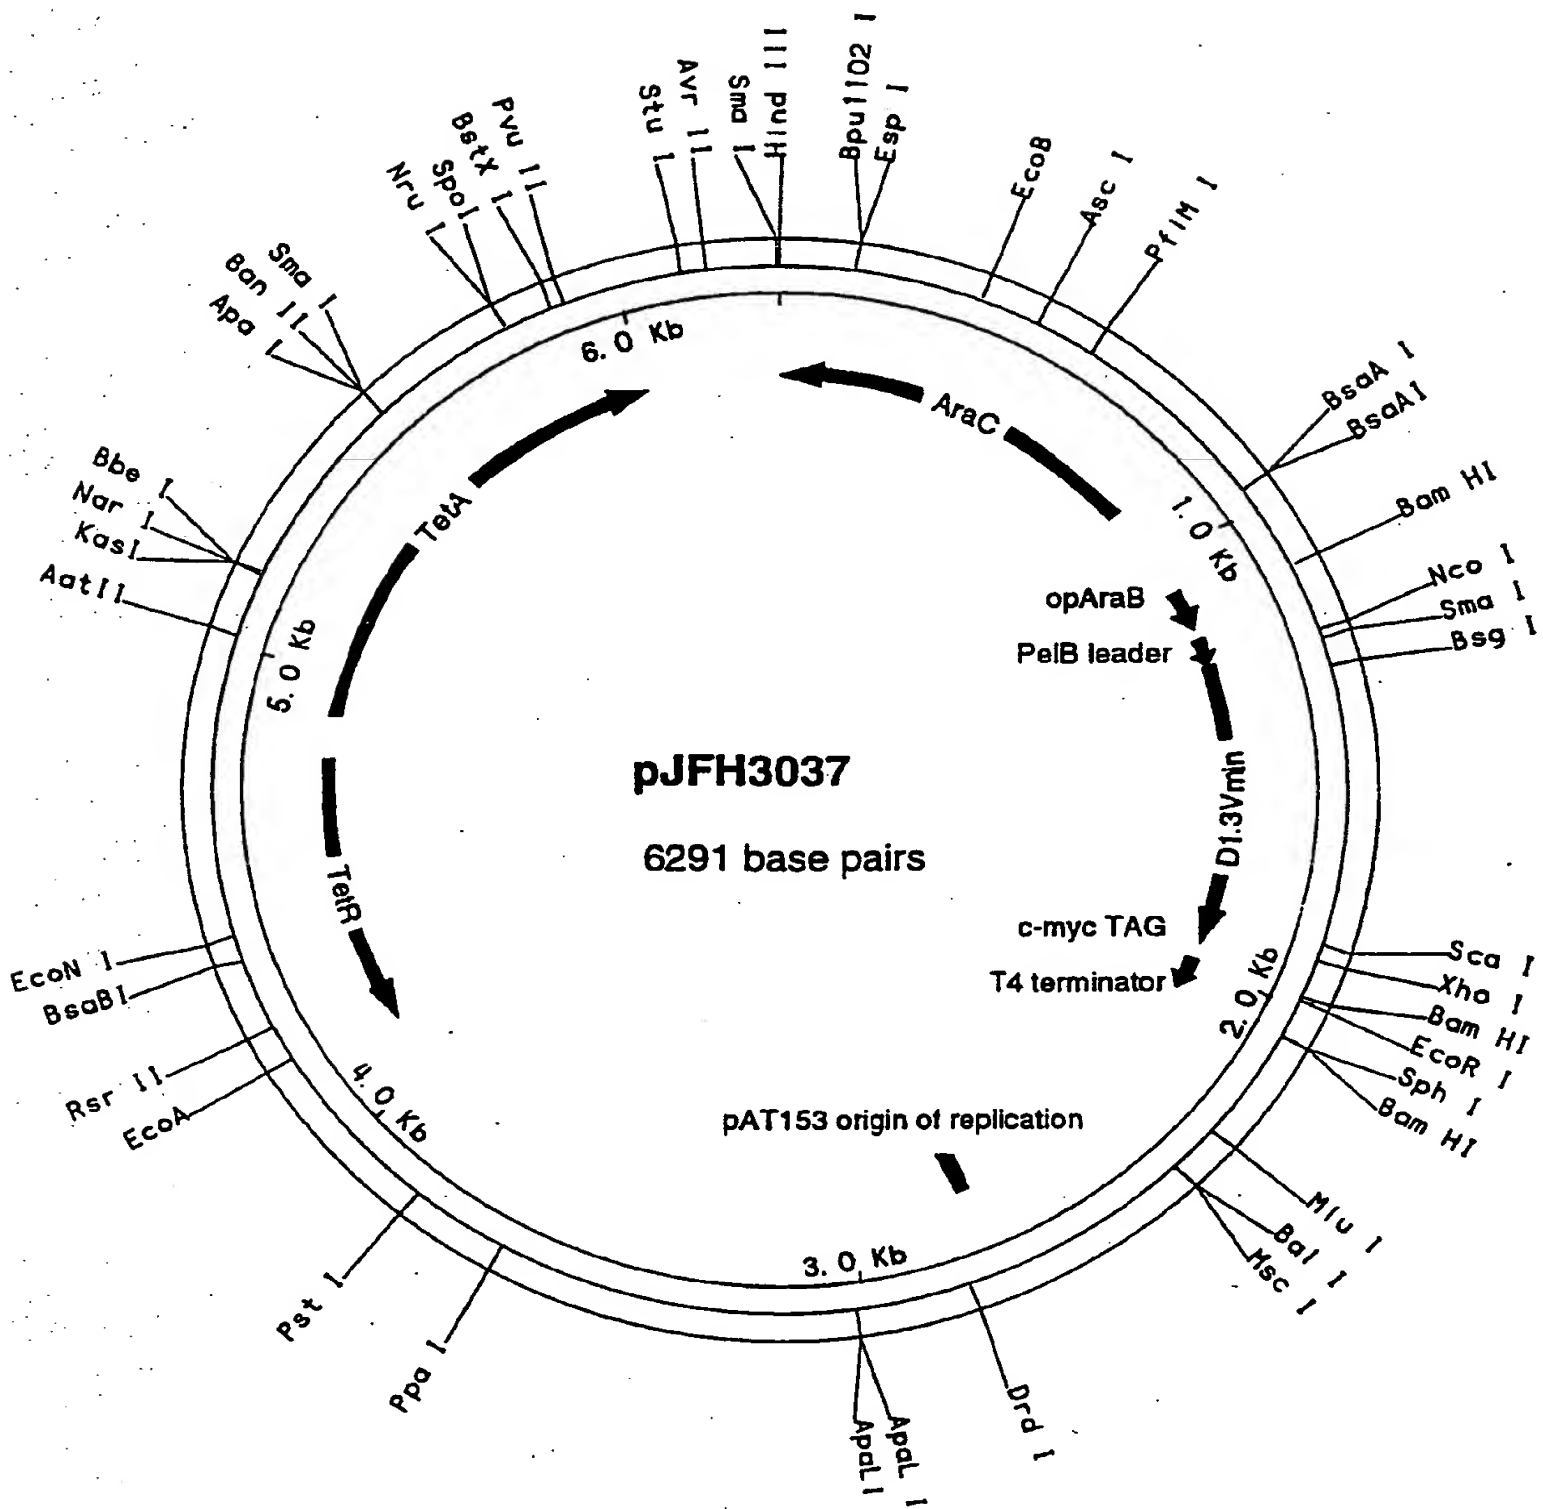 Hind III
Bpu1102 I
Esp I
EcoB
Asc I
PflM I
BsaA I
BsaAI
Bam HI
Nco I
Sma I
Bsg I
Sca I
Xho I
Bam HI
EcoR I
Sph I
Bam HI
Mlu I
Bal I
Msc I
Drd I
ApaL I
ApaLI
Ppa I
Pst I
EcoA
Rsr II
BsaBI
EcoN I
AatII
KasI
Nar I
Bbe I
Apa I
Ban II
Sma I
Nru I
SpoI
BstX I
Pvu II
Stu I
Avr II
Sma I
6.0 Kb
1.0 Kb
2.0 Kb
3.0 Kb
4.0 Kb
5.0 Kb
AraC
TetA
opAraB
PelB leader
D1.3Vmin
pJFH3037
6291 base pairs
TetR
c-myc TAG
T4 terminator
pAT153 origin of replication